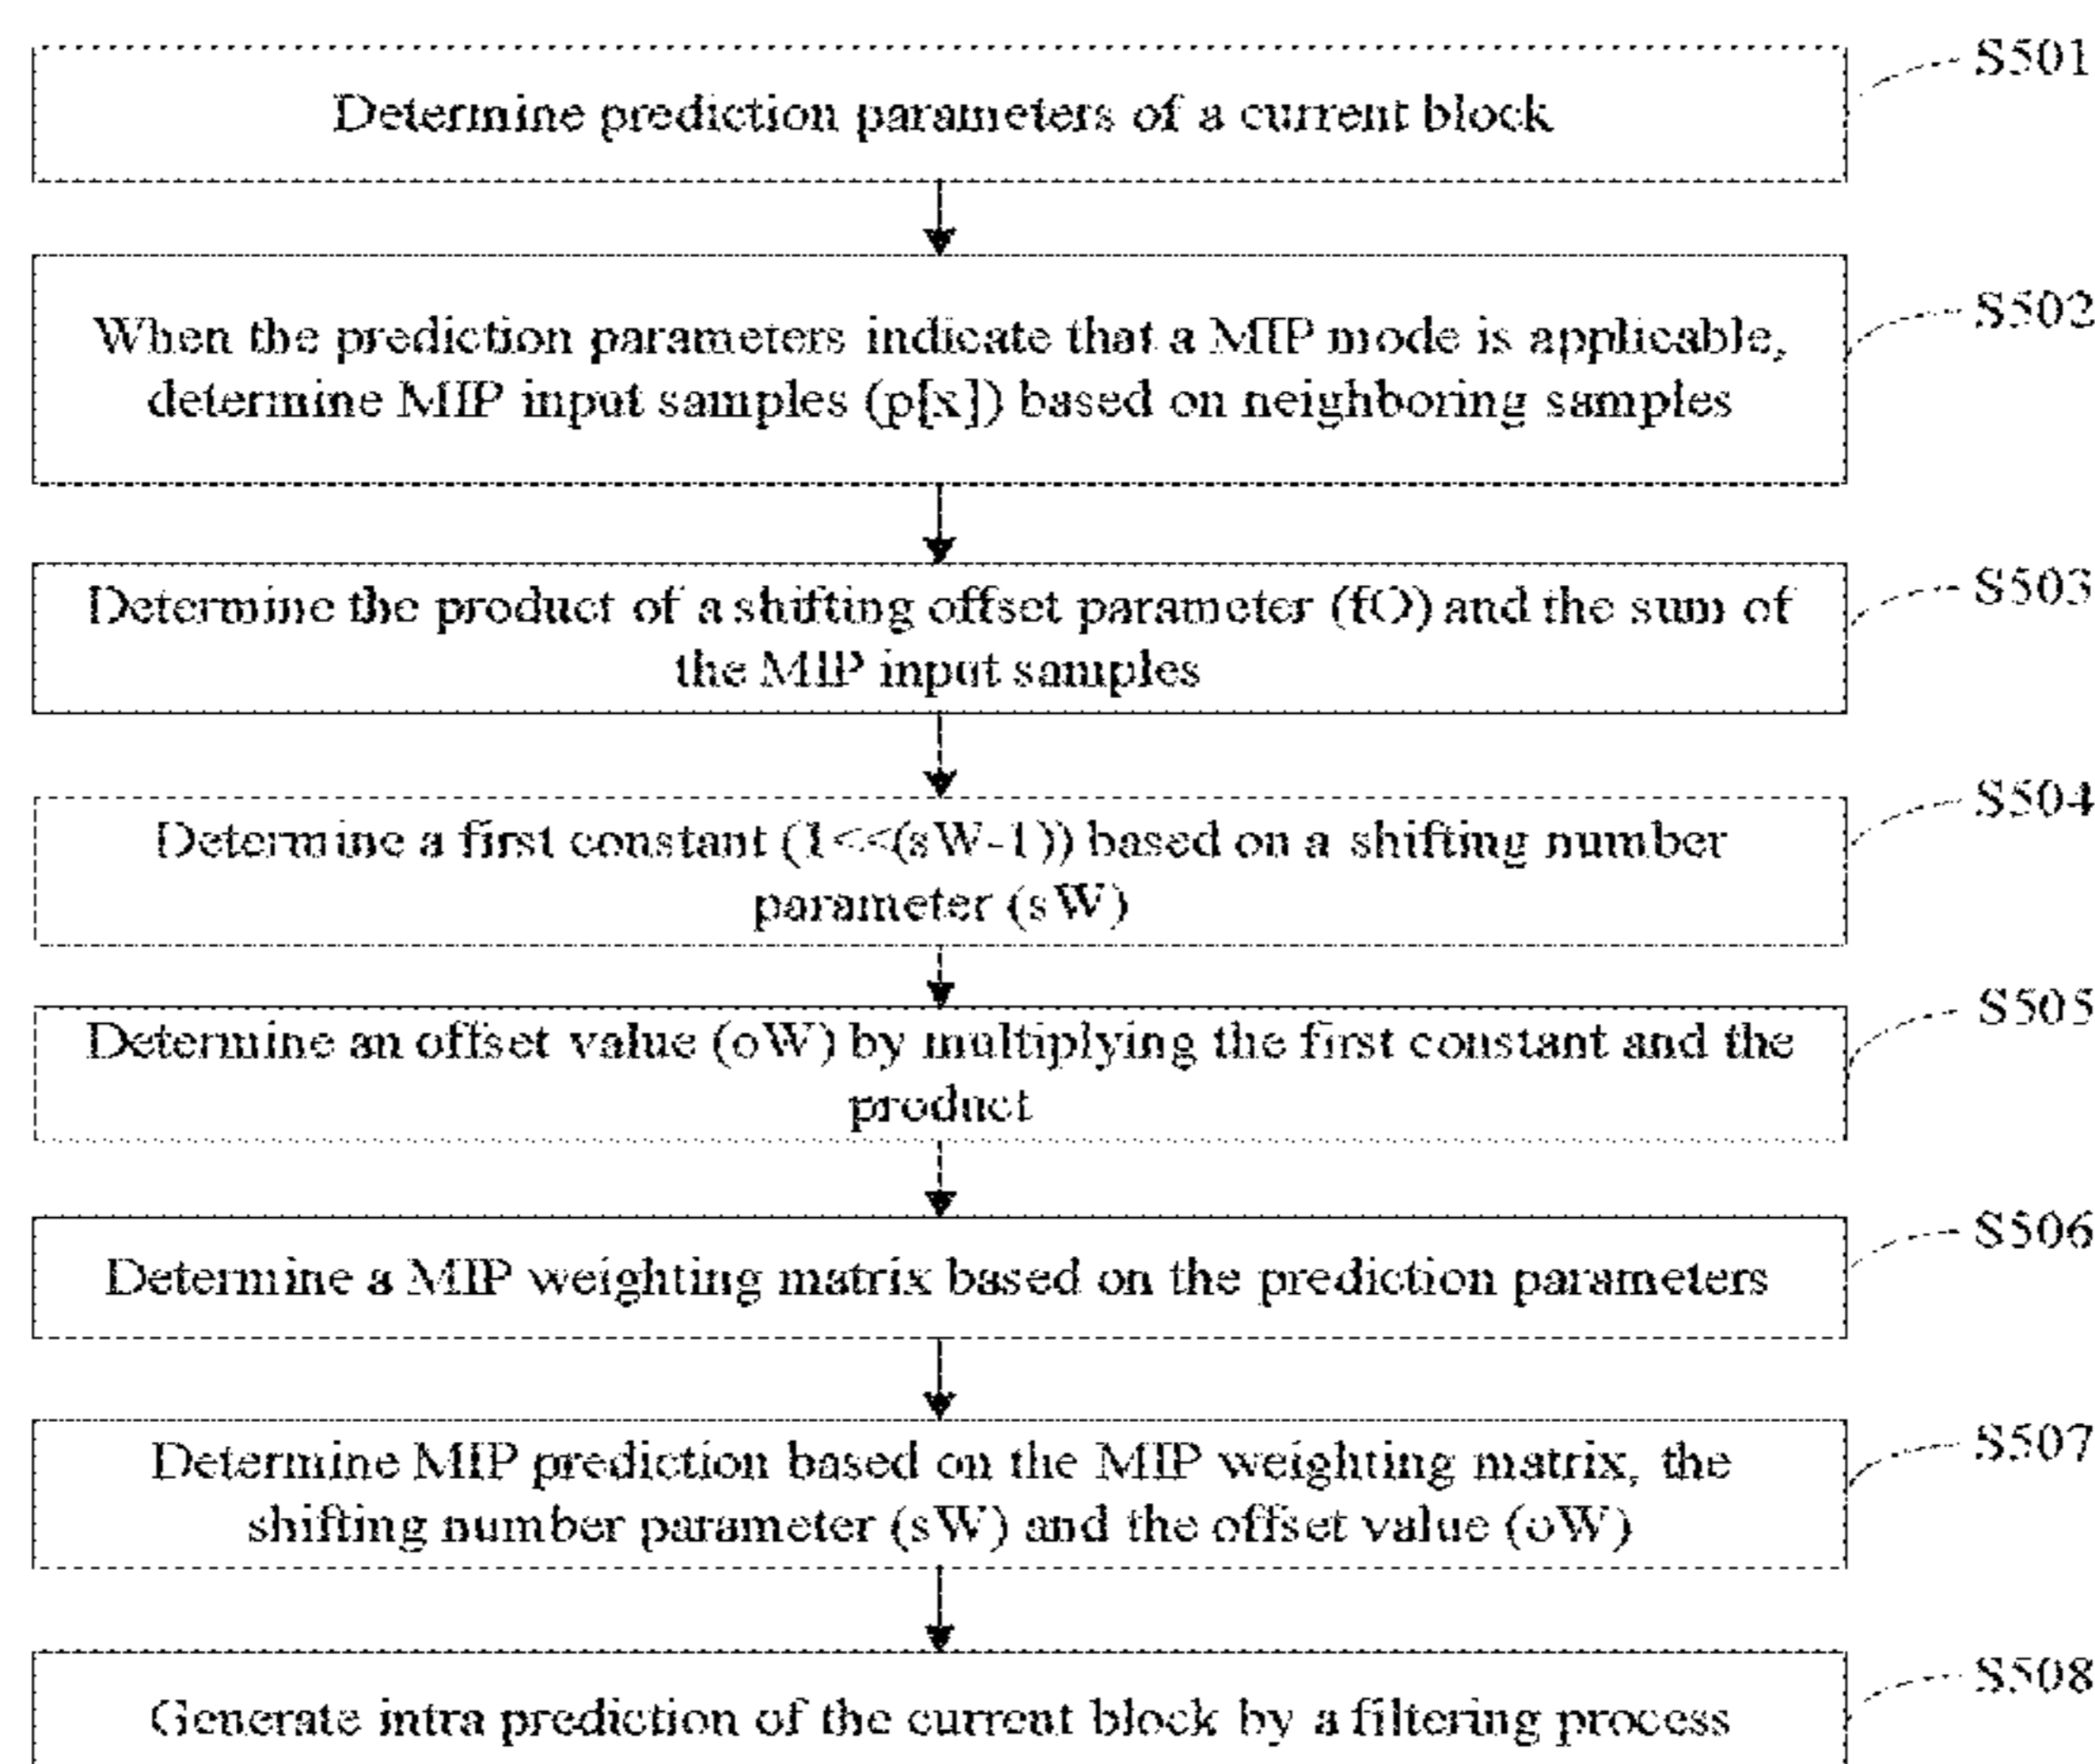 Determine prediction parameters of a current block
S501
When the prediction parameters indicate that a MIP mode is applicable,
determine MIP input samples (p[x]) based on neighboring samples
S502
Determine the product of a shifting offset parameter (fO) and the sum of
the MIP input samples
S503
Determine a first constant (1<<(sW-1)) based on a shifting number
parameter (sW)
S504
Determine an offset value (oW) by multiplying the first constant and the
product
S505
Determine a MIP weighting matrix based on the prediction parameters
S506
Determine MIP prediction based on the MIP weighting matrix, the
shifting number parameter (sW) and the offset value (oW)
S507
Generate intra prediction of the current block by a filtering process
S508